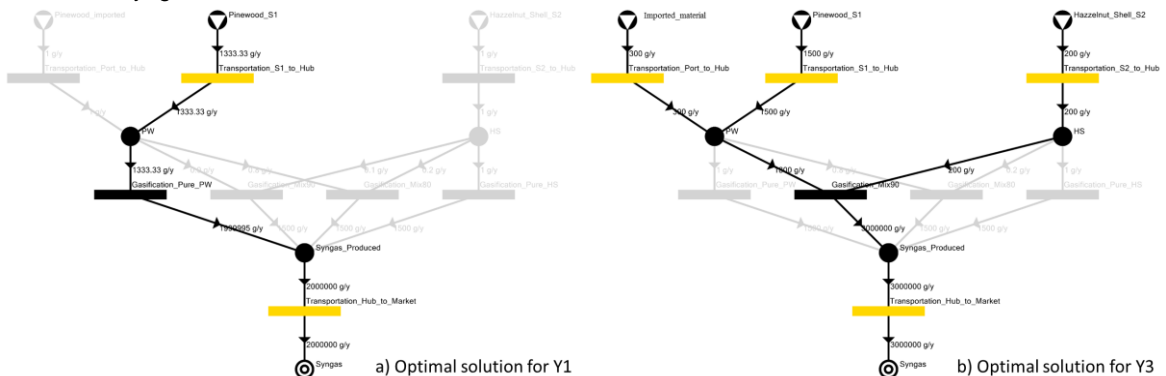 Pinewood_imported
Pinewood_S1
Hazzelnut_Shell_S2
1 g/y
1333.33 g/y
1 g/y
Transportation_Port_to_Hub
Transportation_S1_to_Hub
Transportation_S2_to_Hub
1 g/y
1333.33 g/y
1 g/y
PW
HS
1333.33 g/y
0.9 g/y
0.8 g/y
0.1 g/y
0.2 g/y
1 g/y
Gasification_Pure_PW
Gasification_Mix90
Gasification_Mix80
Gasification_Pure_HS
1999995 g/y
1500 g/y
1500 g/y
1500 g/y
Syngas_Produced
2000000 g/y
Transportation_Hub_to_Market
2000000 g/y
Syngas
a) Optimal solution for Y1
Imported_material
Pinewood_S1
Hazzelnut_Shell_S2
300 g/y
1500 g/y
200 g/y
Transportation_Port_to_Hub
Transportation_S1_to_Hub
Transportation_S2_to_Hub
300 g/y
1500 g/y
200 g/y
PW
HS
1 g/y
1800 g/y
200 g/y
0.2 g/y
1 g/y
Gasification_Pure_PW
Gasification_Mix90
Gasification_Mix80
Gasification_Pure_HS
1500 g/y
3000000 g/y
1500 g/y
1500 g/y
Syngas_Produced
3000000 g/y
Transportation_Hub_to_Market
3000000 g/y
Syngas
b) Optimal solution for Y3